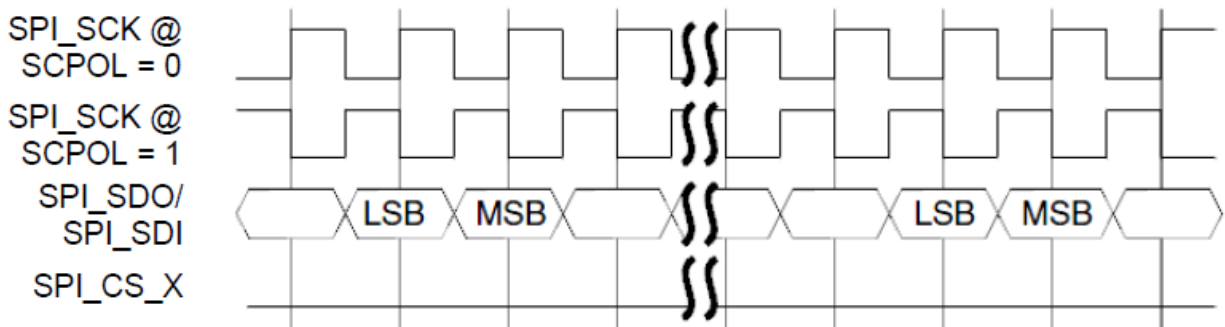 SPI_SCK @
SCPOL = 0
SPI_SCK @
SCPOL = 1
SPI_SDO/
SPI_SDI
LSB MSB LSB MSB
SPI_CS_X